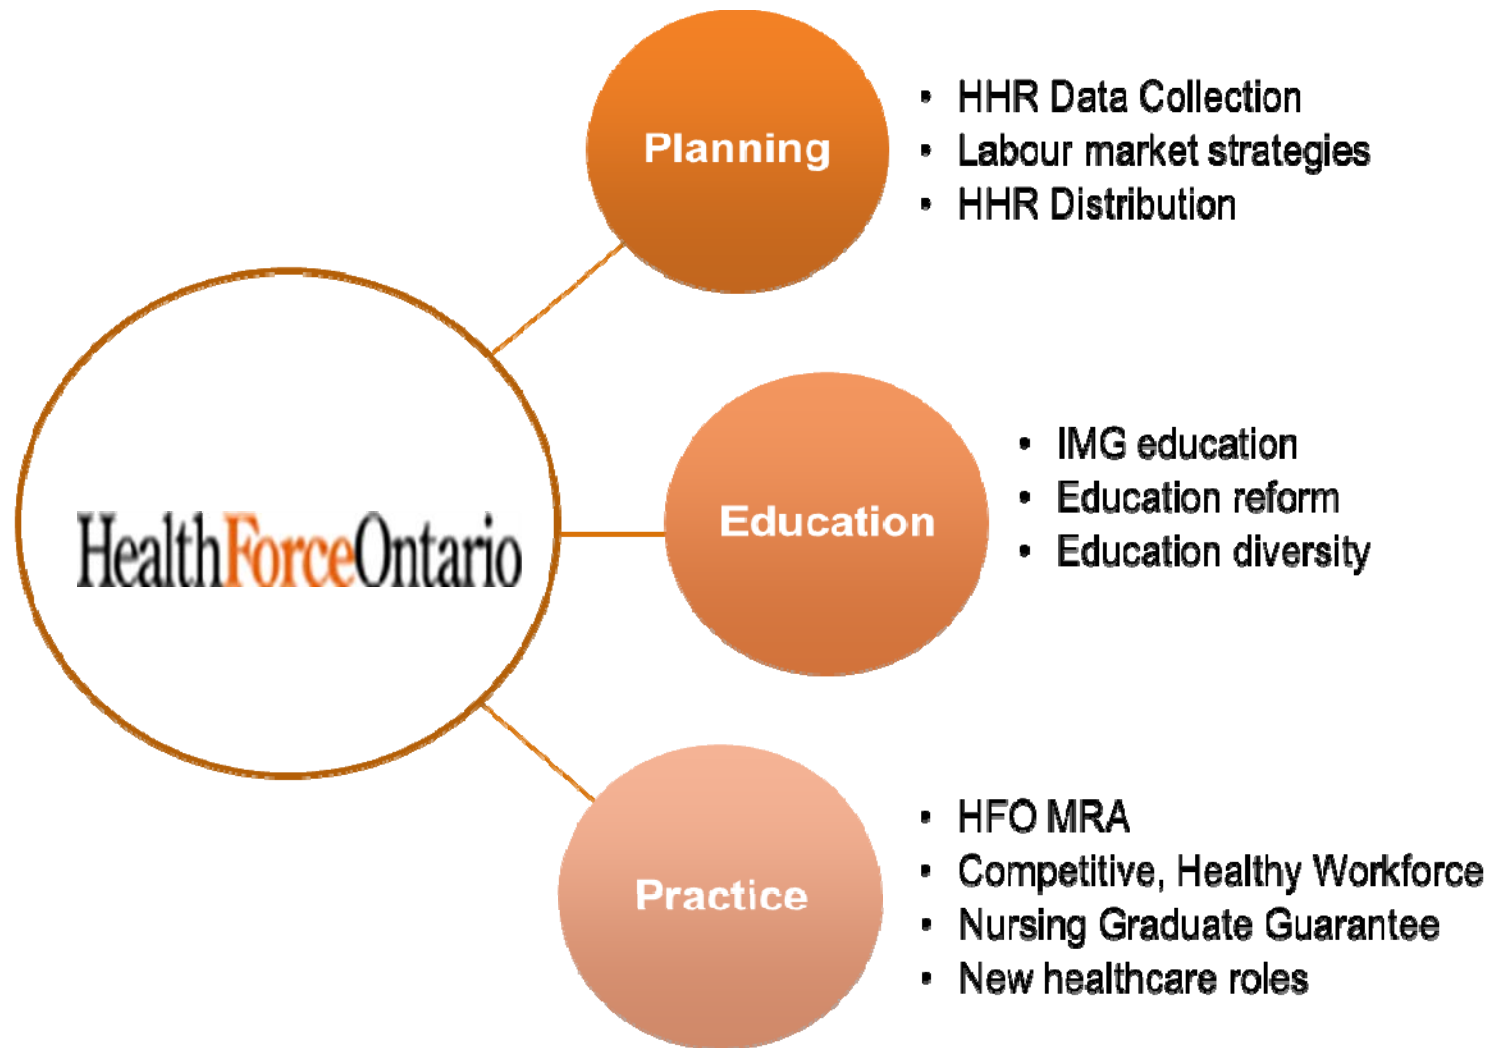 Planning
• HHR Data Collection
• Labour market strategies
• HHR Distribution
HealthForceOntario
Education
• IMG education
• Education reform
• Education diversity
Practice
• HFO MRA
• Competitive, Healthy Workforce
• Nursing Graduate Guarantee
• New healthcare roles